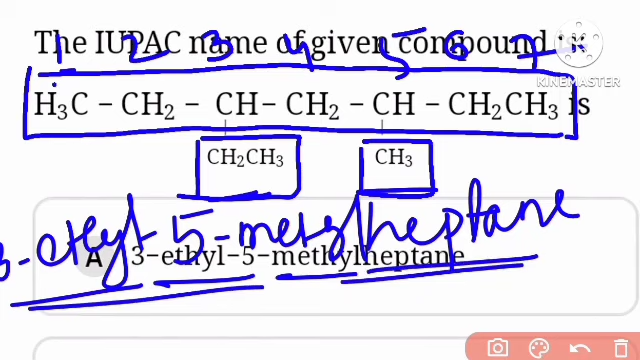 The IUPAC name of given compound is
1 2 3 4 5 6 7
KINEMASTER
H₃C – CH₂ – CH – CH₂ – CH – CH₂CH₃ is
CH₂CH₃ CH₃
3-ethyl-5-methylheptane
A 3–ethyl–5–methylheptane